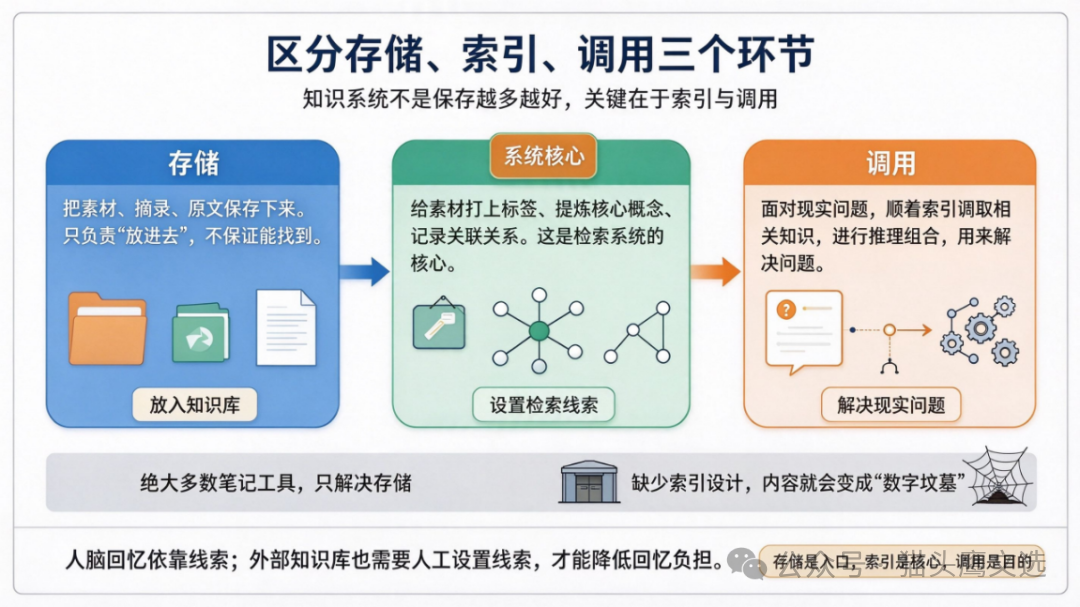 区分存储、索引、调用三个环节
知识系统不是保存越多越好，关键在于索引与调用
存储
把素材、摘录、原文保存下来。
只负责“放进去”，不保证能找到。
放入知识库
系统核心
给素材打上标签、提炼核心概念、
记录关联关系。这是检索系统的
核心。
设置检索线索
调用
面对现实问题，顺着索引调取相
关知识，进行推理组合，用来解
决问题。
?
解决现实问题
绝大多数笔记工具，只解决存储
缺少索引设计，内容就会变成“数字坟墓”
人脑回忆依靠线索；外部知识库也需要人工设置线索，才能降低回忆负担。
存储是入口，索引是核心，调用是目的
公众号 猫头鹰文选